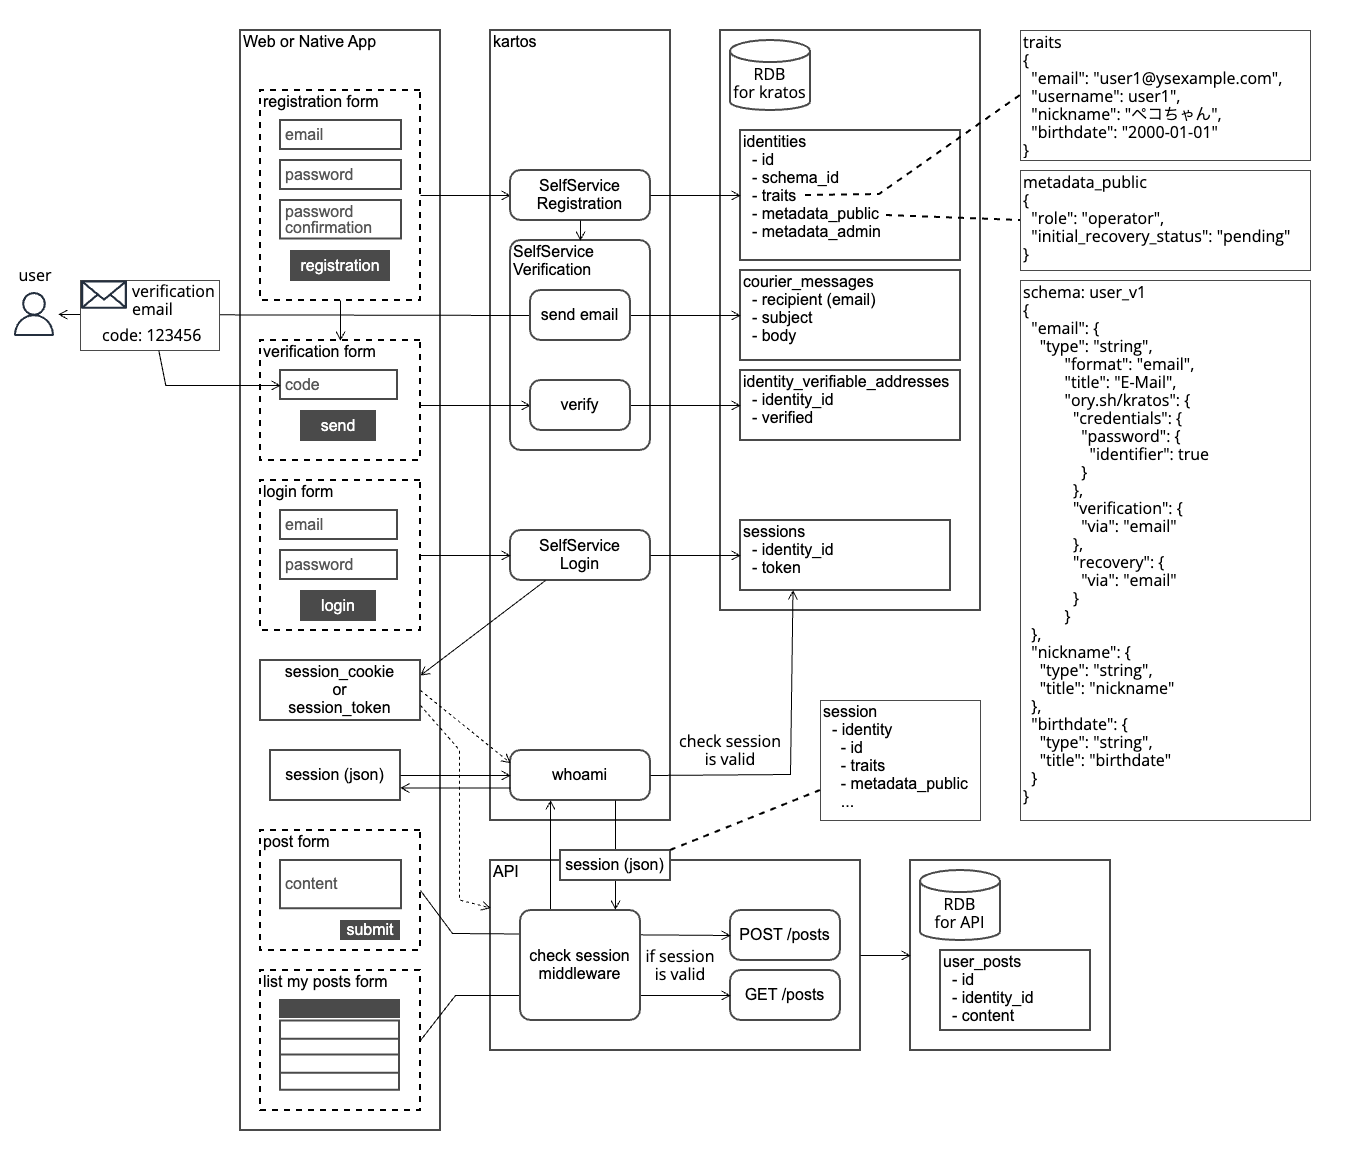 Web or Native App
registration form
email
password
password
confirmation
registration
user
verification
email
code: 123456
verification form
code
send
login form
email
password
login
session_cookie
or
session_token
session (json)
post form
content
submit
list my posts form
kartos
SelfService
Registration
SelfService
Verification
send email
verify
SelfService
Login
whoami
check session
is valid
RDB
for kratos
identities
- id
- schema_id
- traits
- metadata_public
- metadata_admin
courier_messages
- recipient (email)
- subject
- body
identity_verifiable_addresses
- identity_id
- verified
sessions
- identity_id
- token
session
- identity
- id
- traits
- metadata_public
...
API
session (json)
check session
middleware
if session
is valid
POST /posts
GET /posts
RDB
for API
user_posts
- id
- identity_id
- content
traits
{
"email": "user1@ysexample.com",
"username": user1",
"nickname": "ペコちゃん",
"birthdate": "2000-01-01"
}
metadata_public
{
"role": "operator",
"initial_recovery_status": "pending"
}
schema: user_v1
{
"email": {
"type": "string",
"format": "email",
"title": "E-Mail",
"ory.sh/kratos": {
"credentials": {
"password": {
"identifier": true
}
},
"verification": {
"via": "email"
},
"recovery": {
"via": "email"
}
}
},
"nickname": {
"type": "string",
"title": "nickname"
},
"birthdate": {
"type": "string",
"title": "birthdate"
}
}